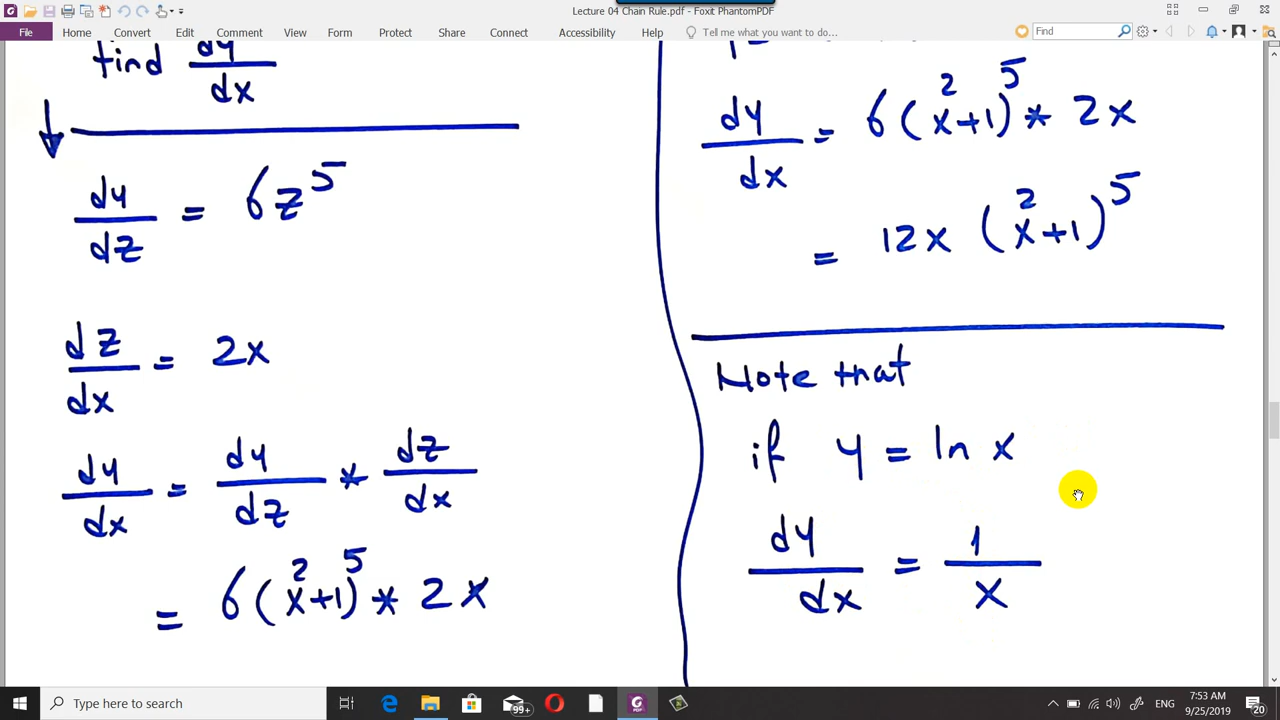 Lecture 04 Chain Rule.pdf - Foxit PhantomPDF
File Home Convert Edit Comment View Form Protect Share Connect Accessibility Help Tell me what you want to do... Find
find dy/dx
dy/dz = 6z^5
dz/dx = 2x
dy/dx = dy/dz * dz/dx
= 6(x^2+1)^5 * 2x
dy/dx = 6(x^2+1)^5 * 2x
= 12x (x^2+1)^5
Note that
if y = ln x
dy/dx = 1/x
Type here to search
99+
ENG
7:53 AM
9/25/2019
20